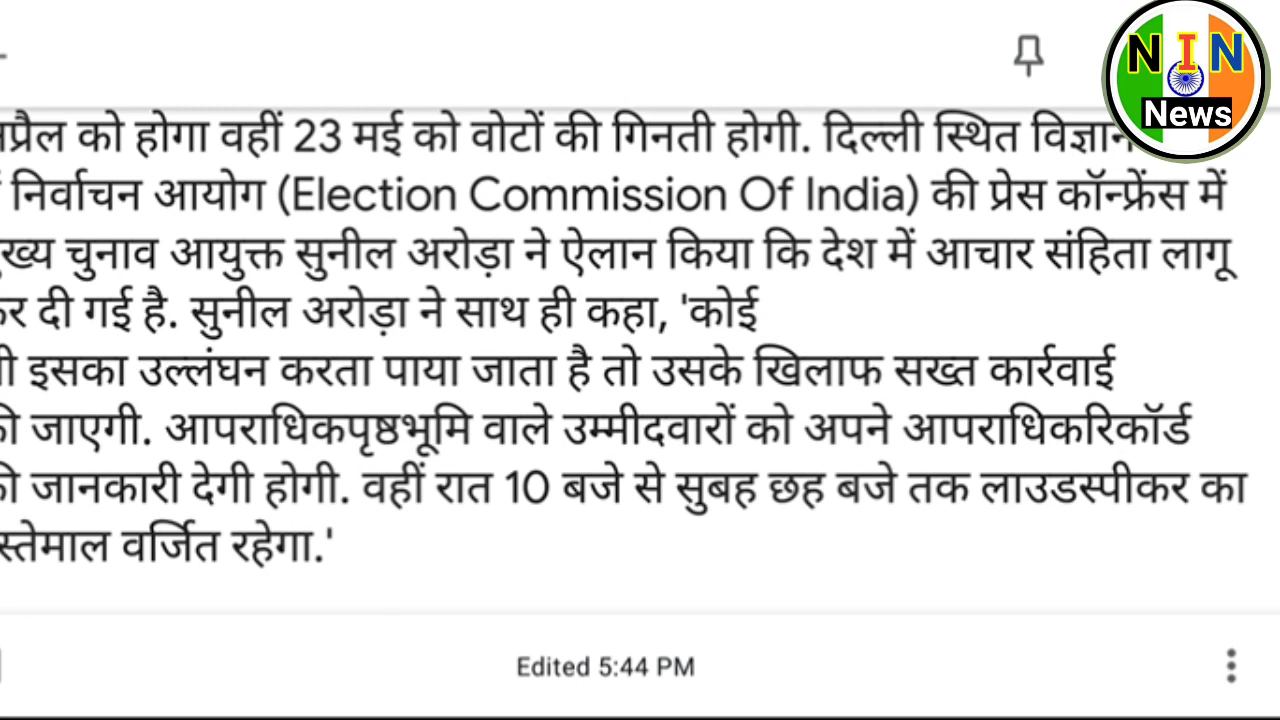 NIN
News
को होगा वहीं 23 मई को वोटों की गिनती होगी. दिल्ली स्थित
निर्वाचन आयोग (Election Commission Of India) की प्रेस कॉन्फ्रेंस में
चुनाव आयुक्त सुनील अरोड़ा ने ऐलान किया कि देश में आचार संहिता लागू
दी गई है. सुनील अरोड़ा ने साथ ही कहा, 'कोई
इसका उल्लंघन करता पाया जाता है तो उसके खिलाफ सख्त कार्रवाई
जाएगी. आपराधिकपृष्ठभूमि वाले उम्मीदवारों को अपने आपराधिकरिकॉर्ड
जानकारी देगी होगी. वहीं रात 10 बजे से सुबह छह बजे तक लाउडस्पीकर का
वर्जित रहेगा.'
Edited 5:44 PM